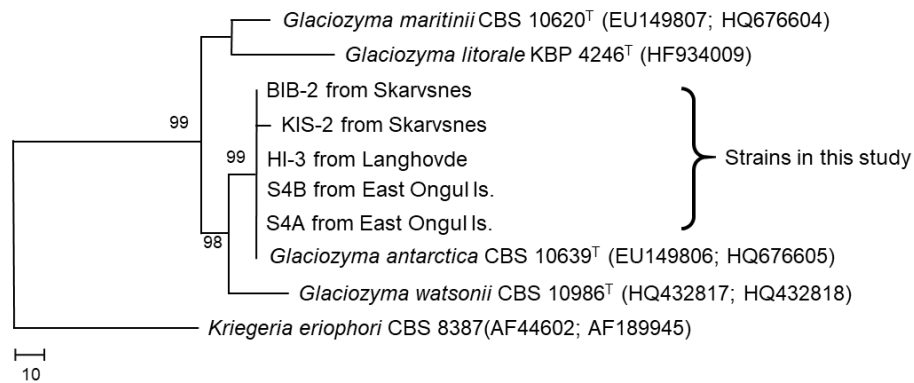 Glaciozyma maritinii CBS 10620ᵀ (EU149807; HQ676604)
Glaciozyma litorale KBP 4246ᵀ (HF934009)
BIB-2 from Skarvsnes
99
KIS-2 from Skarvsnes
99
HI-3 from Langhovde
Strains in this study
S4B from East Ongul Is.
S4A from East Ongul Is.
98
Glaciozyma antarctica CBS 10639ᵀ (EU149806; HQ676605)
Glaciozyma watsonii CBS 10986ᵀ (HQ432817; HQ432818)
Kriegeria eriophori CBS 8387(AF44602; AF189945)
10